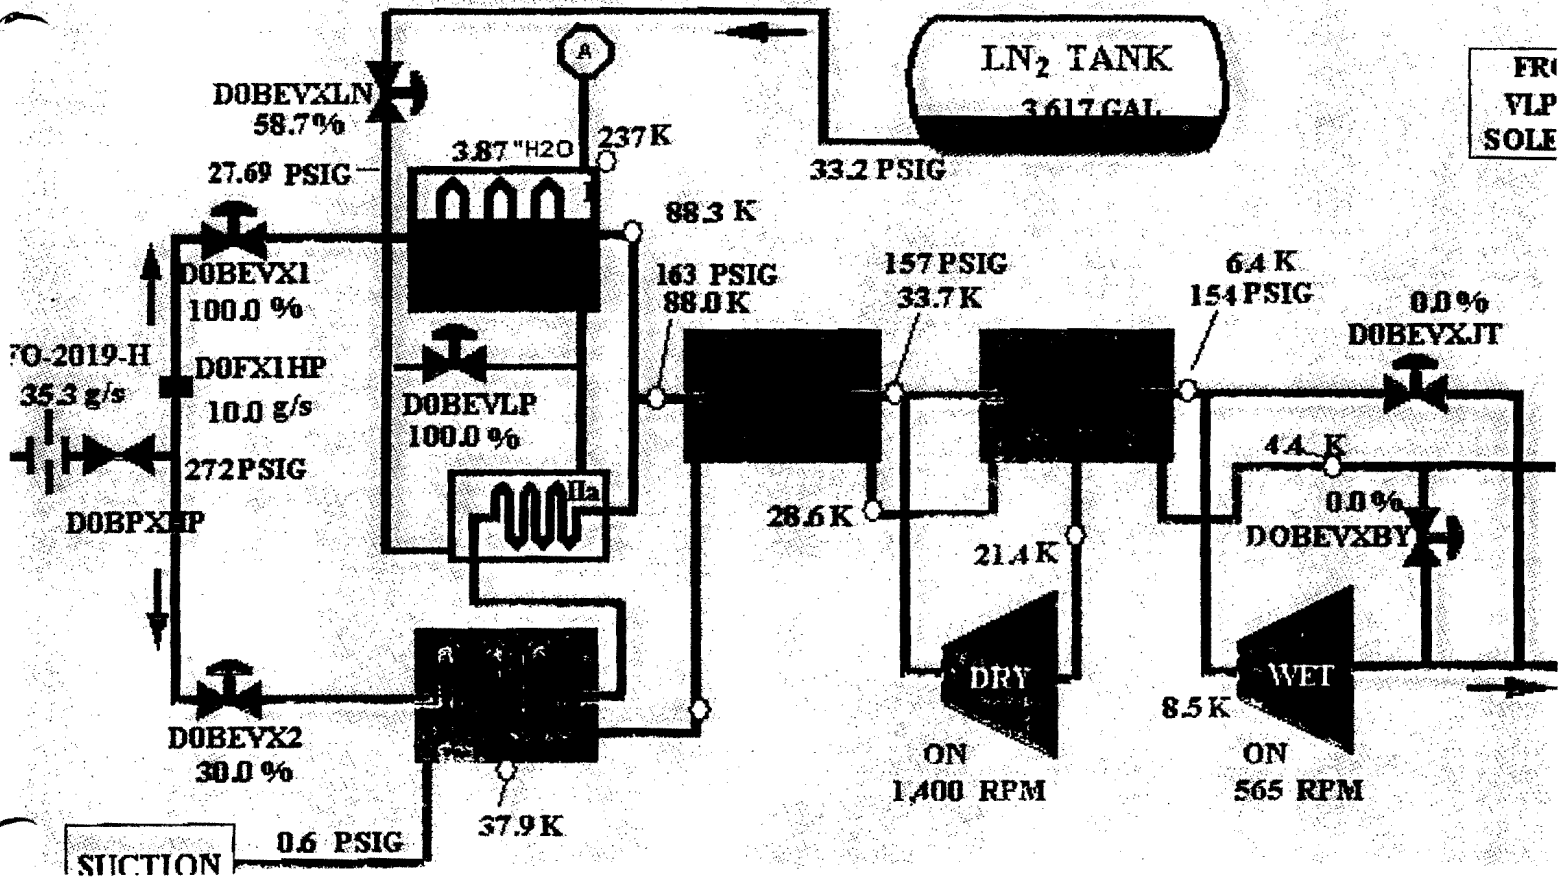 A
LN₂ TANK
3,617 GAL
FR
VLP
SOLE
D0BEVXLN
58.7%
237 K
3.87 "H2O
33.2 PSIG
27.69 PSIG
I
88.3 K
163 PSIG
88.0 K
157 PSIG
33.7 K
6.4 K
154 PSIG
0.0 %
D0BEVXJT
D0BEVX1
100.0 %
FO-2019-H
35.3 g/s
D0FX1HP
10.0 g/s
D0BEVLP
100.0 %
272 PSIG
D0BPXHP
IIa
28.6 K
21.4 K
4.4 K
0.0 %
D0BEVXBY
DRY
WET
8.5 K
D0BEVX2
30.0 %
ON
1,400 RPM
ON
565 RPM
37.9 K
0.6 PSIG
SUCTION